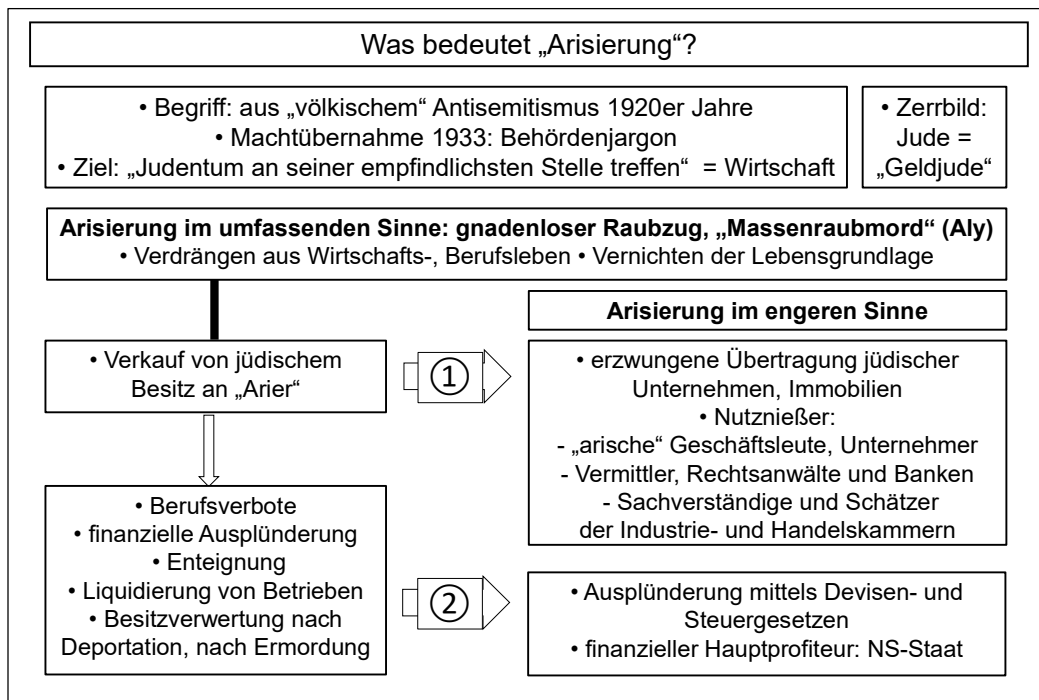 Was bedeutet „Arisierung“?
• Begriff: aus „völkischem“ Antisemitismus 1920er Jahre
• Machtübernahme 1933: Behördenjargon
• Ziel: „Judentum an seiner empfindlichsten Stelle treffen“ = Wirtschaft
• Zerrbild:
Jude =
„Geldjude“
Arisierung im umfassenden Sinne: gnadenloser Raubzug, „Massenraubmord“ (Aly)
• Verdrängen aus Wirtschafts-, Berufsleben • Vernichten der Lebensgrundlage
Arisierung im engeren Sinne
• Verkauf von jüdischem
Besitz an „Arier“
①
• erzwungene Übertragung jüdischer
Unternehmen, Immobilien
• Nutznießer:
- „arische“ Geschäftsleute, Unternehmer
- Vermittler, Rechtsanwälte und Banken
- Sachverständige und Schätzer
der Industrie- und Handelskammern
• Berufsverbote
• finanzielle Ausplünderung
• Enteignung
• Liquidierung von Betrieben
• Besitzverwertung nach
Deportation, nach Ermordung
②
• Ausplünderung mittels Devisen- und
Steuergesetzen
• finanzieller Hauptprofiteur: NS-Staat